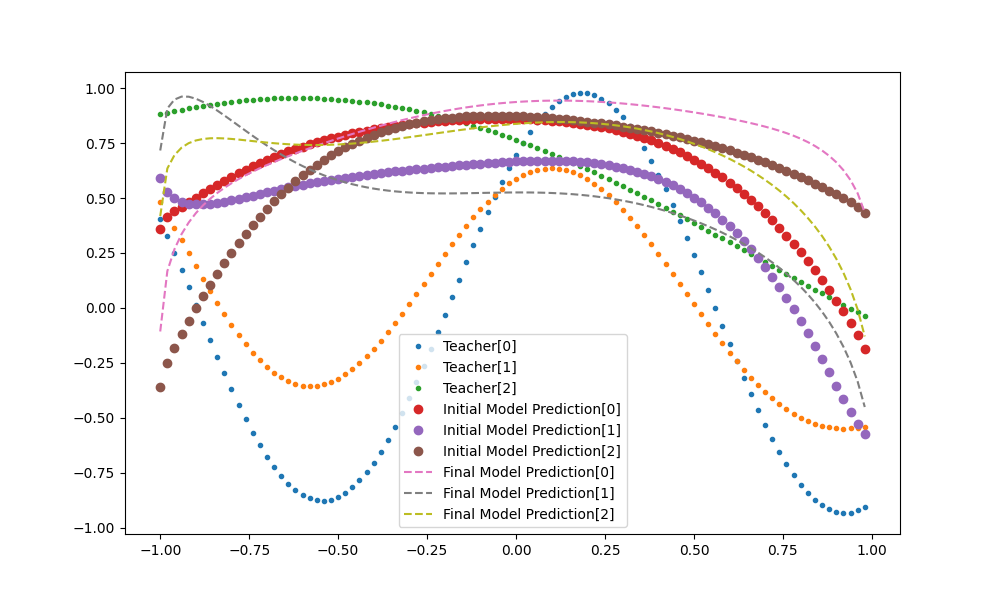 1.00
0.75
0.50
0.25
0.00
−0.25
−0.50
−0.75
−1.00
Teacher[0]
Teacher[1]
Teacher[2]
Initial Model Prediction[0]
Initial Model Prediction[1]
Initial Model Prediction[2]
Final Model Prediction[0]
Final Model Prediction[1]
Final Model Prediction[2]
−1.00 −0.75 −0.50 −0.25 0.00 0.25 0.50 0.75 1.00